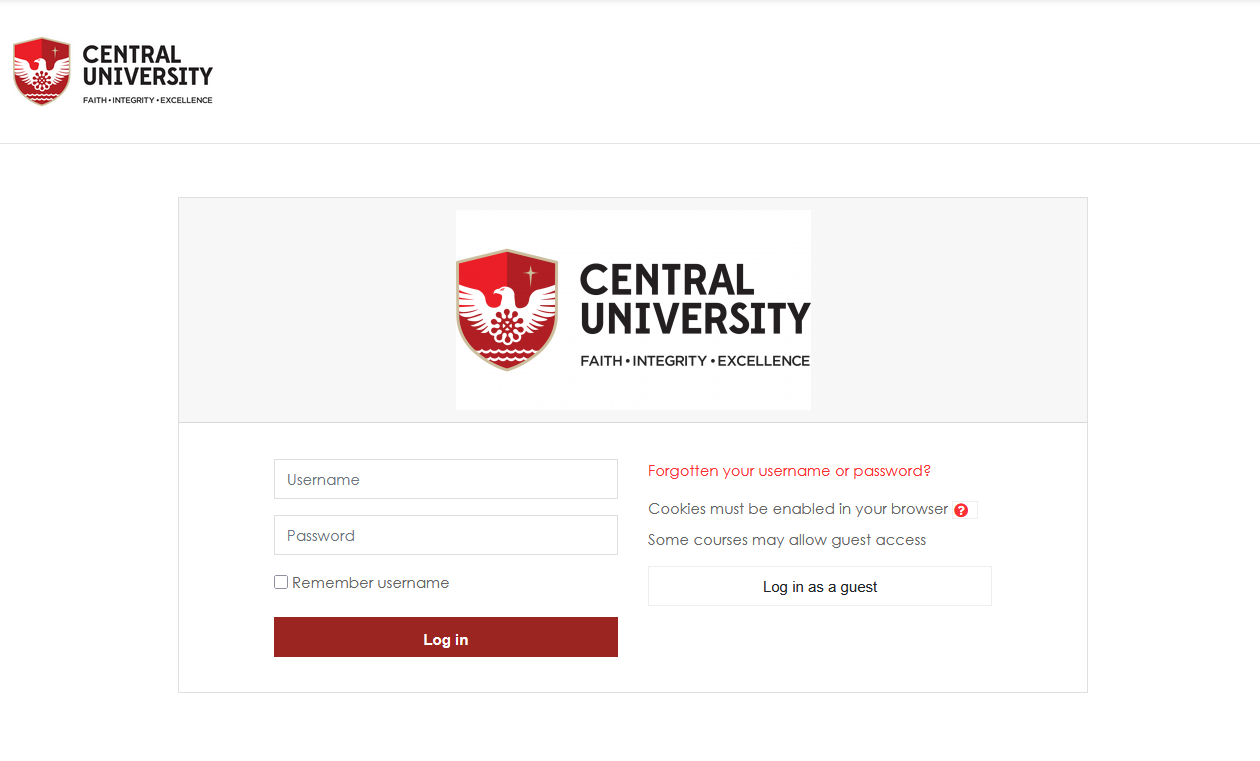 CENTRAL
UNIVERSITY
FAITH • INTEGRITY • EXCELLENCE
CENTRAL
UNIVERSITY
FAITH • INTEGRITY • EXCELLENCE
Username
Password
Remember username
Log in
Forgotten your username or password?
Cookies must be enabled in your browser ?
Some courses may allow guest access
Log in as a guest